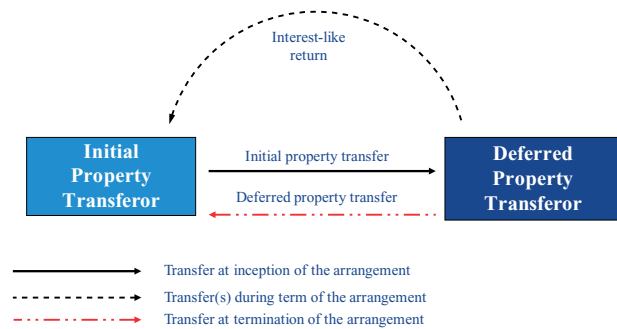 Interest-like
return
Initial
Property
Transferor
Initial property transfer
Deferred property transfer
Deferred
Property
Transferor
Transfer at inception of the arrangement
Transfer(s) during term of the arrangement
Transfer at termination of the arrangement